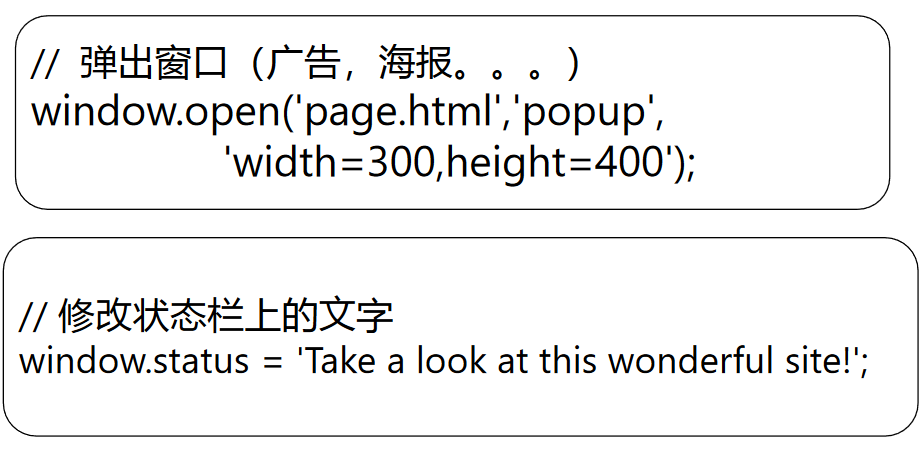 // 弹出窗口（广告，海报。。。）
window.open('page.html','popup',
'width=300,height=400');
// 修改状态栏上的文字
window.status = 'Take a look at this wonderful site!';